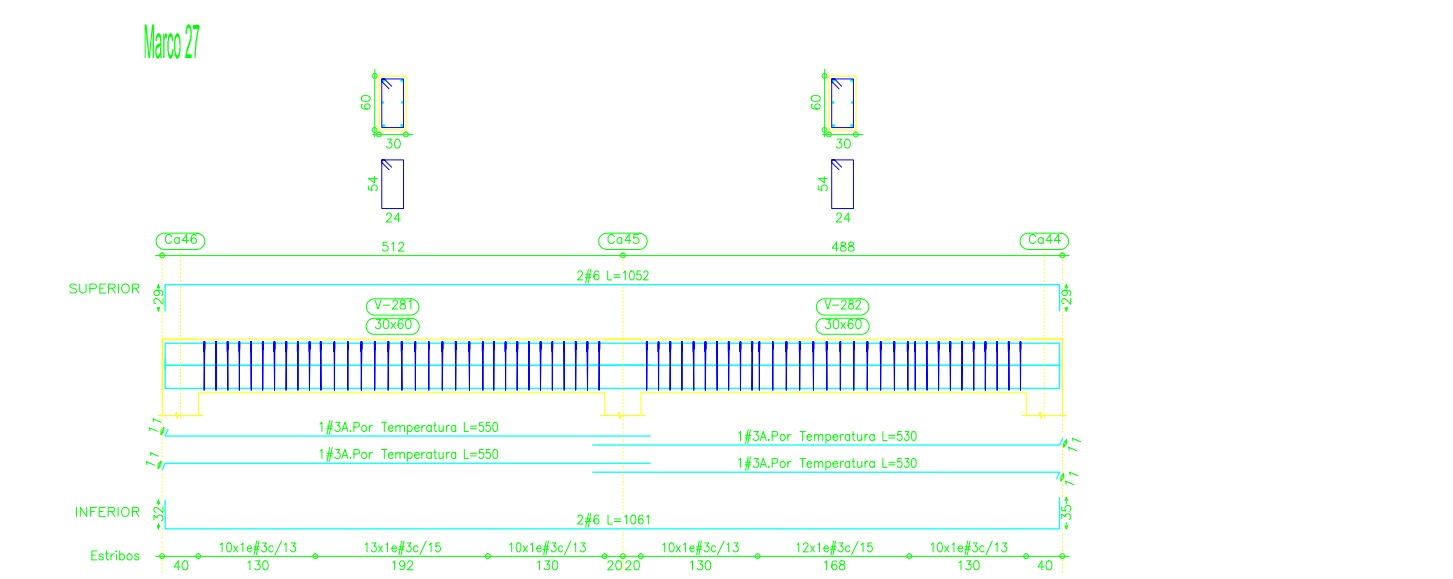 Marco 27
60
60
30
30
54
54
24
24
Ca46
512
Ca45
488
Ca44
2#6 L=1052
SUPERIOR
29
29
V-281
V-282
30x60
30x60
11
1#3A.Por Temperatura L=550
1#3A.Por Temperatura L=530
11
11
1#3A.Por Temperatura L=550
1#3A.Por Temperatura L=530
11
INFERIOR
32
2#6 L=1061
35
Estribos
10x1e#3c/13
13x1e#3c/15
10x1e#3c/13
10x1e#3c/13
12x1e#3c/15
10x1e#3c/13
40
130
192
130
20
20
130
168
130
40